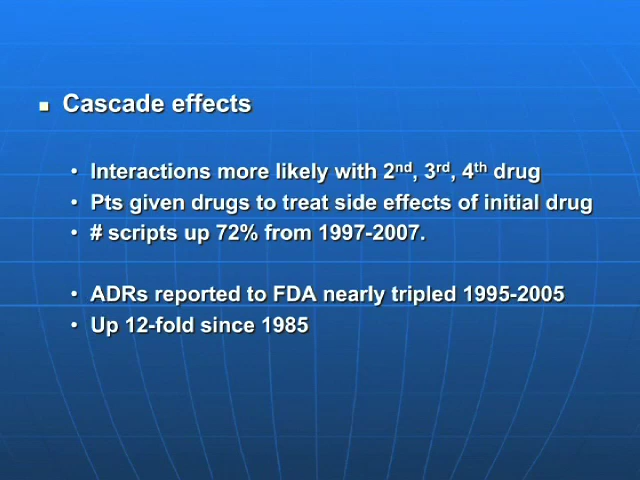 Cascade effects
Interactions more likely with 2nd, 3rd, 4th drug
Pts given drugs to treat side effects of initial drug
# scripts up 72% from 1997-2007.
ADRs reported to FDA nearly tripled 1995-2005
Up 12-fold since 1985